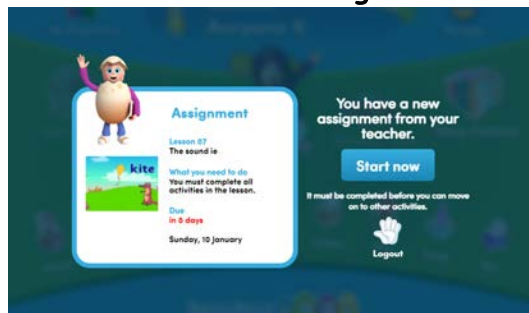 Assignment
Lesson 87
The sound ie
kite
What you need to do
You must complete all
activities in the lesson.
Due
in 5 days
Sunday, 10 January
You have a new
assignment from your
teacher.
Start now
It must be completed before you can move
on to other activities.
Logout